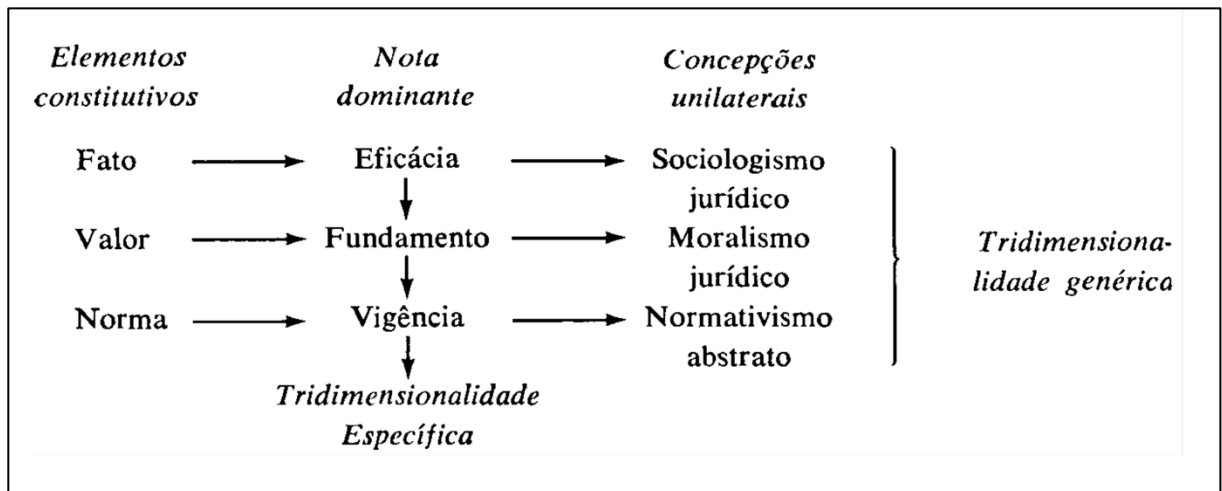 Elementos Nota Concepções
constitutivos dominante unilaterais
Fato Eficácia Sociologismo
jurídico
Valor Fundamento Moralismo Tridimensiona-
jurídico lidade genérica
Norma Vigência Normativismo
abstrato
Tridimensionalidade
Específica